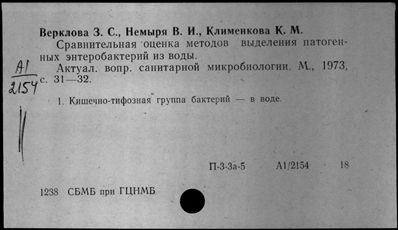 Верклова З. С., Немыря В. И., Клименкова К. М.
Сравнительная оценка методов выделения патоген-
ных энтеробактерий из воды.
Актуал. вопр. санитарной микробиологии. М., 1973,
с. 31—32.
А1
2154
1. Кишечно-тифозная группа бактерий — в воде.
П-3-3а-5 А1/2154 18
1238 СБМБ при ГЦНМБ